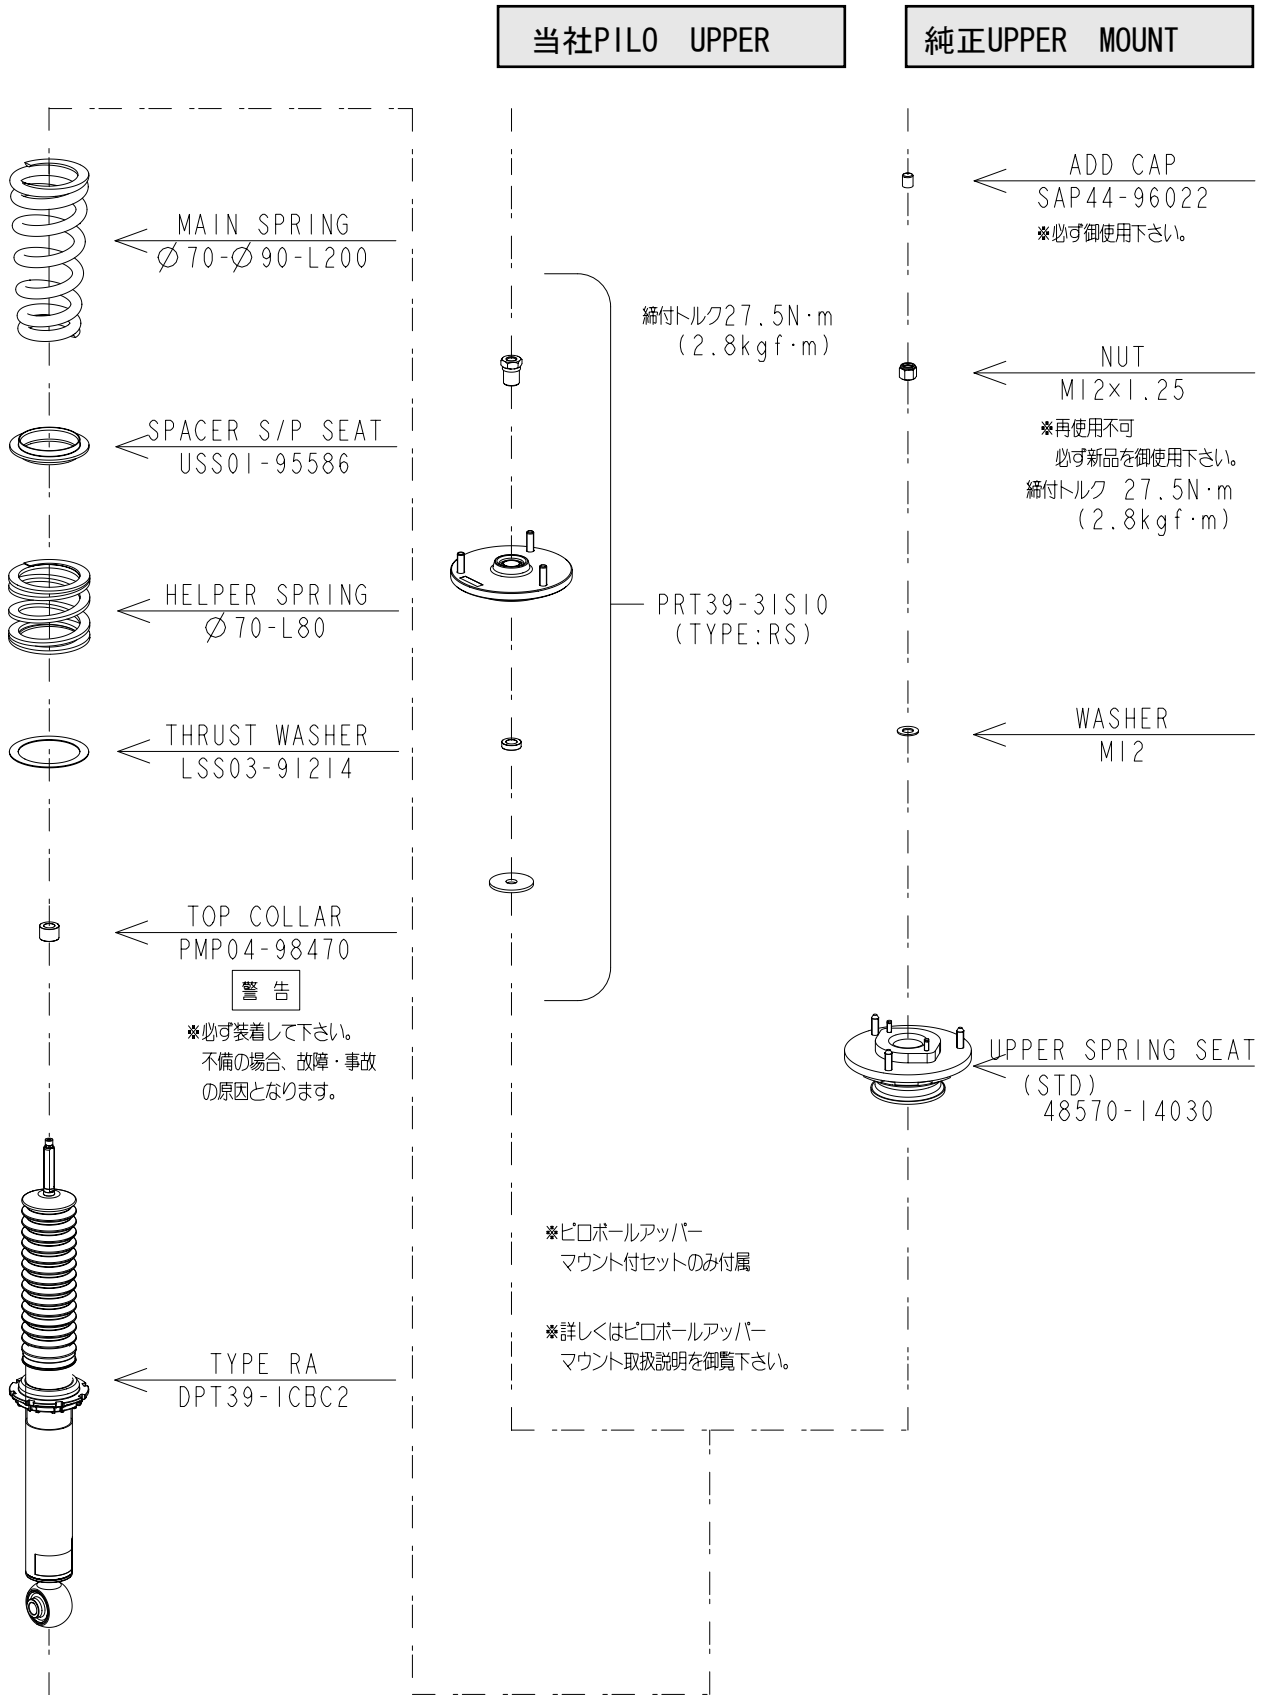 当社PILO　UPPER
純正UPPER　MOUNT
MAIN SPRING
∅70-∅90-L200
SPACER S/P SEAT
USS01-95586
HELPER SPRING
∅70-L80
THRUST WASHER
LSS03-91214
TOP COLLAR
PMP04-98470
警 告
※必ず装着して下さい。
不備の場合、故障・事故
の原因となります。
TYPE RA
DPT39-1CBC2
締付トルク27.5N·m
(2.8kgf·m)
PRT39-31S10
(TYPE:RS)
※ピロボールアッパー
マウント付セットのみ付属
※詳しくはピロボールアッパー
マウント取扱説明を御覧下さい。
ADD CAP
SAP44-96022
※必ず御使用下さい。
NUT
M12×1.25
※再使用不可
必ず新品を御使用下さい。
締付トルク 27.5N·m
(2.8kgf·m)
WASHER
M12
UPPER SPRING SEAT
(STD)
48570-14030